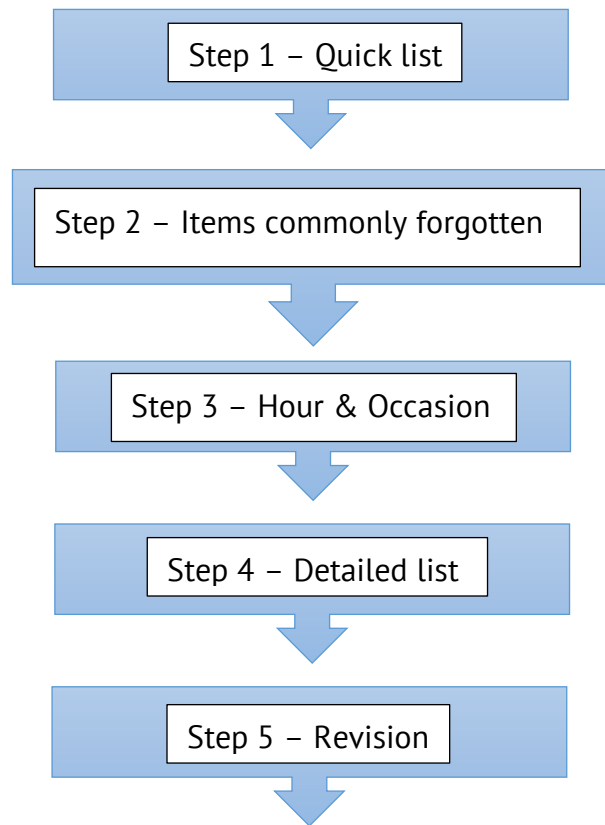 Step 1 – Quick list
Step 2 – Items commonly forgotten
Step 3 – Hour & Occasion
Step 4 – Detailed list
Step 5 – Revision